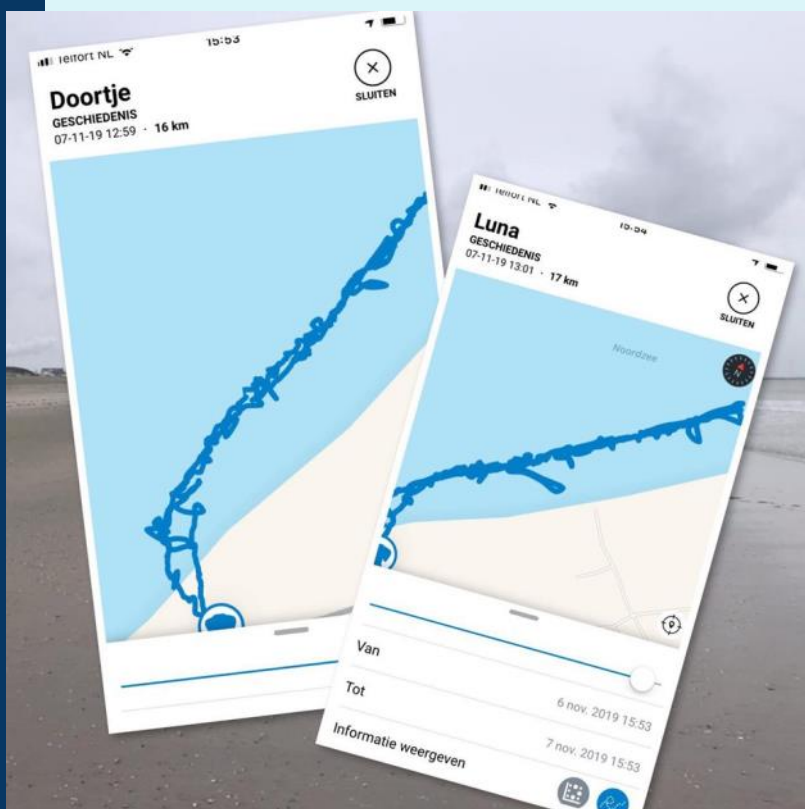 Telfort NL
15:53
Doortje
GESCHIEDENIS
07-11-19 12:59 · 16 km
SLUITEN
15:54
Luna
GESCHIEDENIS
07-11-19 13:01 · 17 km
SLUITEN
Noordzee
N
Van
6 nov. 2019 15:53
Tot
7 nov. 2019 15:53
Informatie weergeven